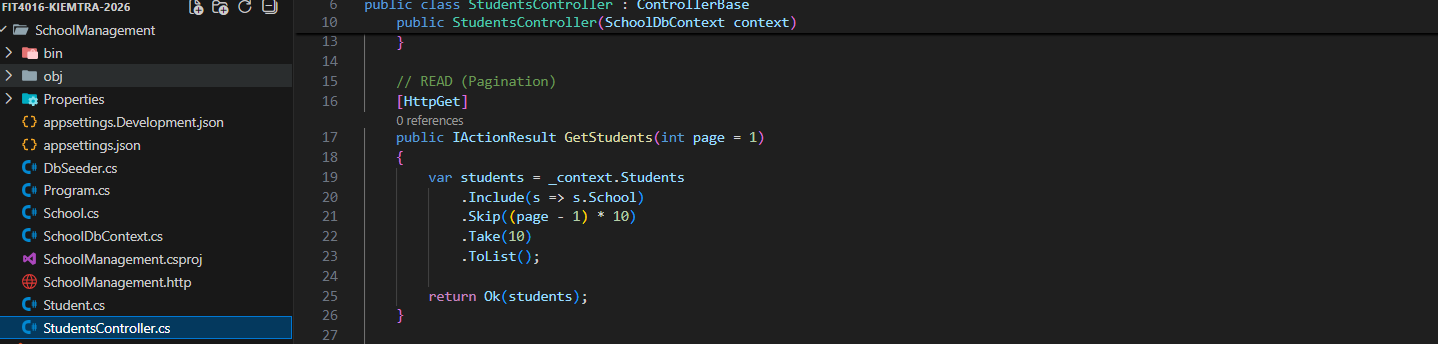 FIT4016-KIEMTRA-2026
SchoolManagement
bin
obj
Properties
appsettings.Development.json
appsettings.json
DbSeeder.cs
Program.cs
School.cs
SchoolDbContext.cs
SchoolManagement.csproj
SchoolManagement.http
Student.cs
StudentsController.cs
6 public class StudentsController : ControllerBase
10 public StudentsController(SchoolDbContext context)
13 }
14
15 // READ (Pagination)
16 [HttpGet]
0 references
17 public IActionResult GetStudents(int page = 1)
18 {
19 var students = _context.Students
20 .Include(s => s.School)
21 .Skip((page - 1) * 10)
22 .Take(10)
23 .ToList();
24
25 return Ok(students);
26 }
27